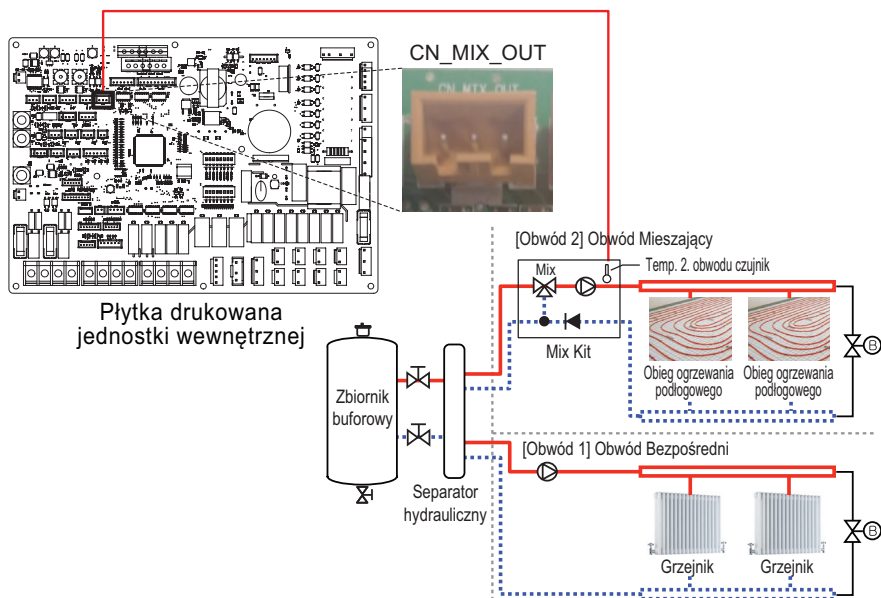 CN_MIX_OUT
CN_MIX_OUT
Płytka drukowana
jednostki wewnętrznej
[Obwód 2] Obwód Mieszający
Mix
Temp. 2. obwodu czujnik
Mix Kit
Obieg ogrzewania
podłogowego
Obieg ogrzewania
podłogowego
B
Zbiornik
buforowy
Separator
hydrauliczny
[Obwód 1] Obwód Bezpośredni
Grzejnik
Grzejnik
B